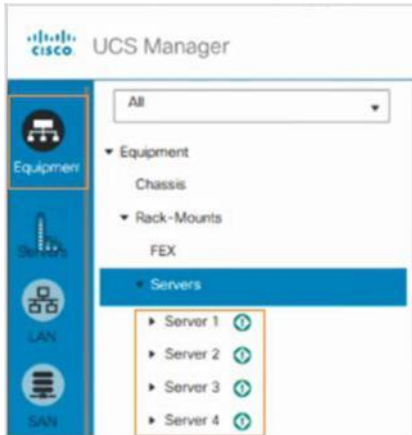 CISCO UCS Manager
All
Equipment
Equipment
Chassis
Rack-Mounts
FEX
Servers
Servers
Server 1
LAN
Server 2
Server 3
SAN
Server 4